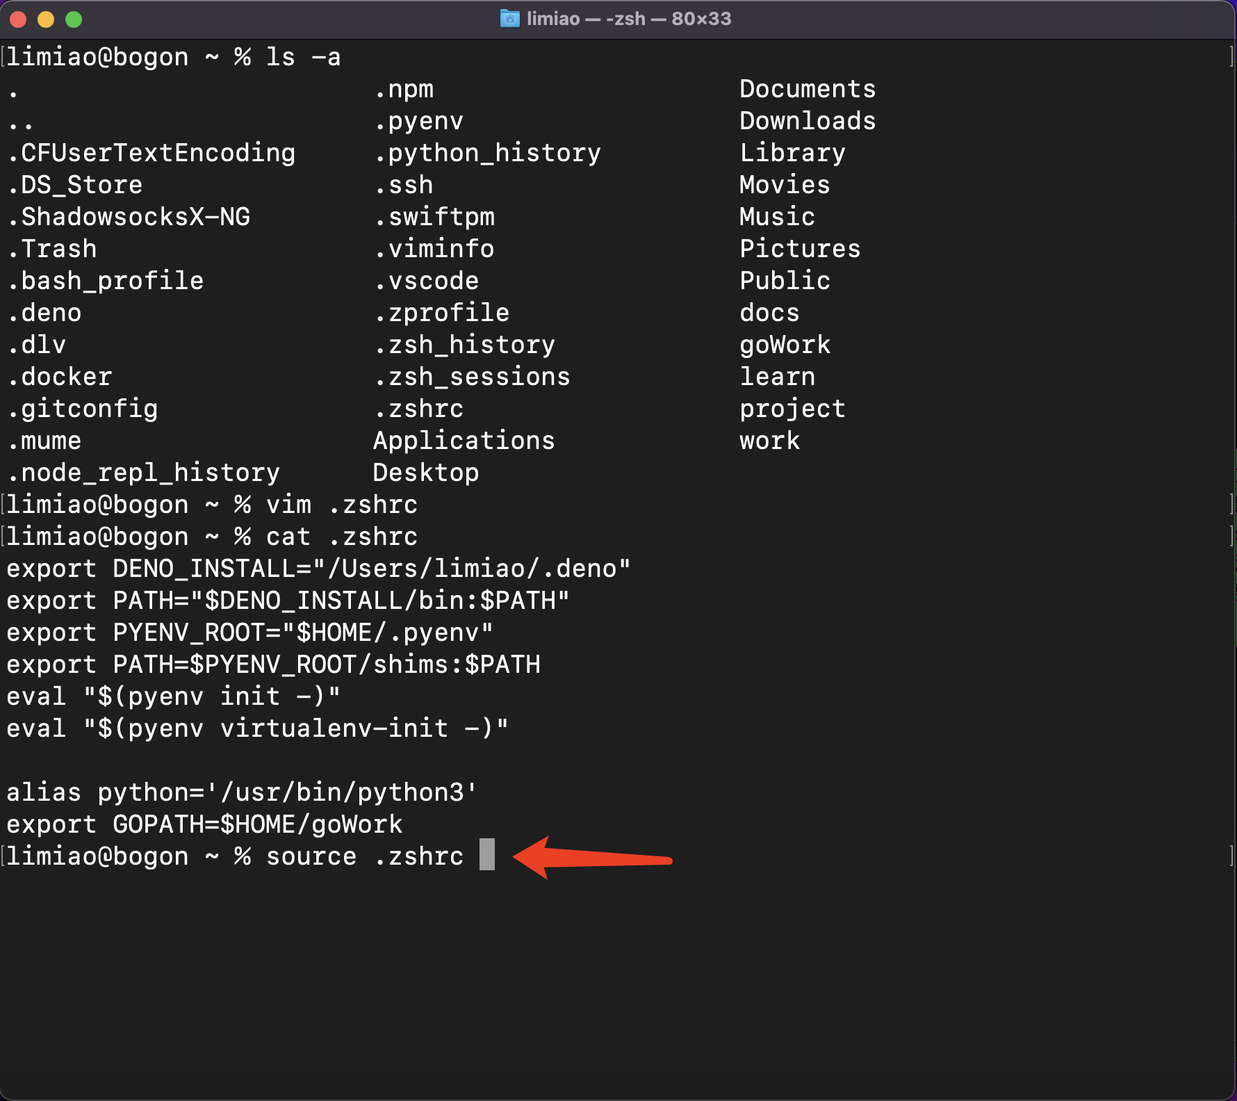 limiao — -zsh — 80×33
[limiao@bogon ~ % ls -a ]
. .npm Documents
.. .pyenv Downloads
.CFUserTextEncoding .python_history Library
.DS_Store .ssh Movies
.ShadowsocksX-NG .swiftpm Music
.Trash .viminfo Pictures
.bash_profile .vscode Public
.deno .zprofile docs
.dlv .zsh_history goWork
.docker .zsh_sessions learn
.gitconfig .zshrc project
.mume Applications work
.node_repl_history Desktop
[limiao@bogon ~ % vim .zshrc ]
[limiao@bogon ~ % cat .zshrc ]
export DENO_INSTALL="/Users/limiao/.deno"
export PATH="$DENO_INSTALL/bin:$PATH"
export PYENV_ROOT="$HOME/.pyenv"
export PATH=$PYENV_ROOT/shims:$PATH
eval "$(pyenv init -)"
eval "$(pyenv virtualenv-init -)"
alias python='/usr/bin/python3'
export GOPATH=$HOME/goWork
[limiao@bogon ~ % source .zshrc ]